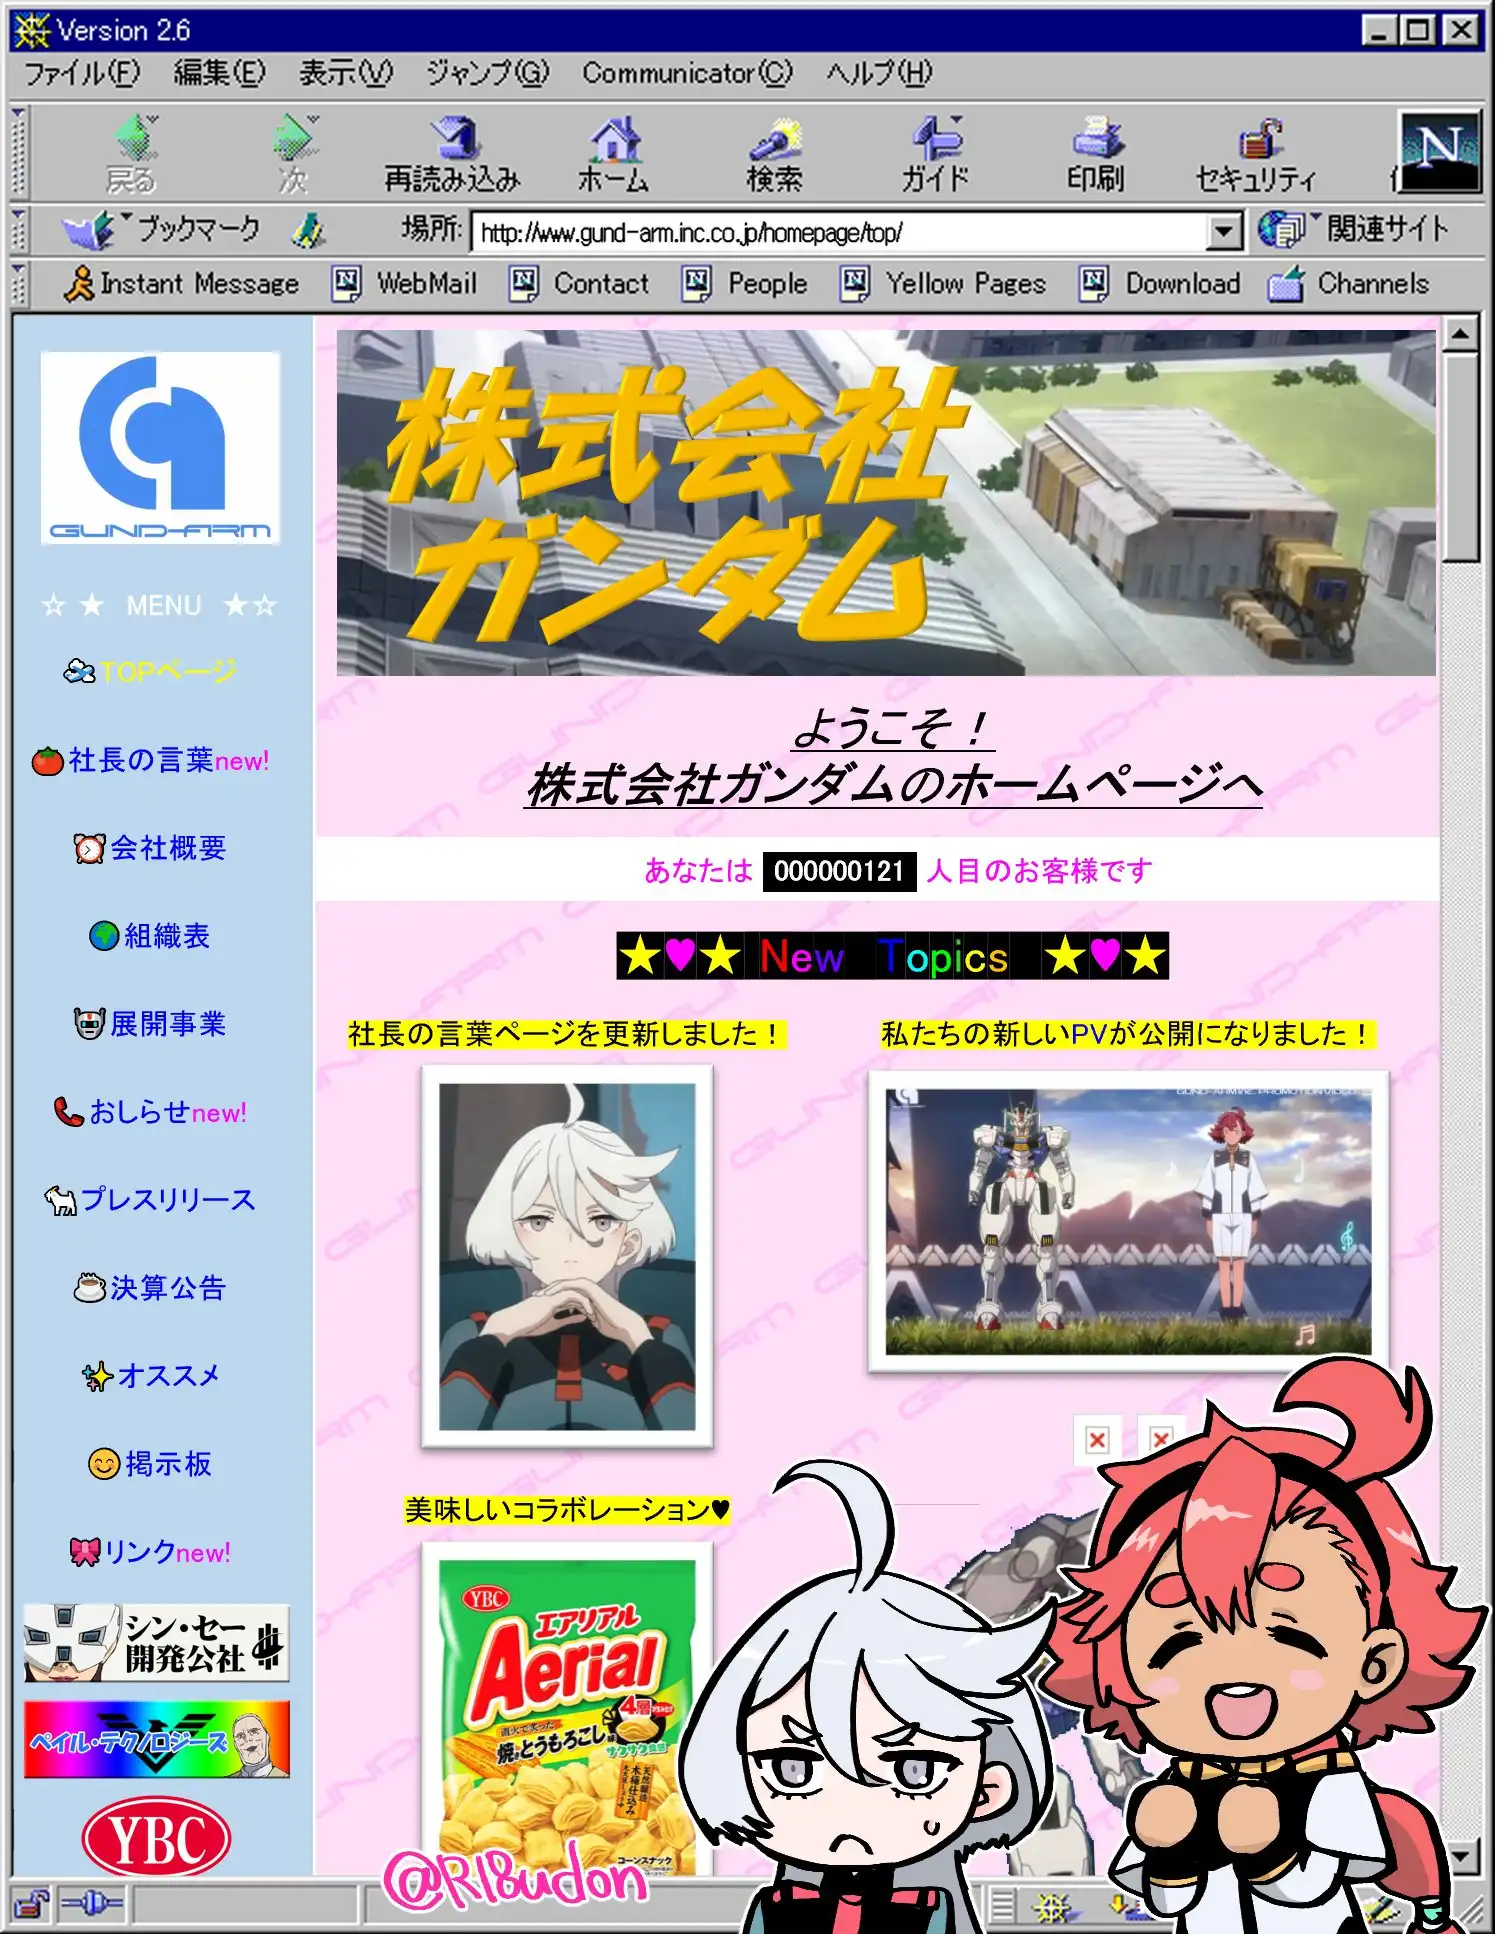 Version 2.6
ファイル(F) 編集(E) 表示(V) ジャンプ(G) Communicator(C) ヘルプ(H)
戻る 次 再読み込み ホーム 検索 ガイド 印刷 セキュリティ
N
ブックマーク 場所: http://www.gund-arm.inc.co.jp/homepage/top/ 関連サイト
Instant Message WebMail Contact People Yellow Pages Download Channels
GUND-ARM
☆ ★ MENU ★☆
TOPページ
社長の言葉new!
会社概要
組織表
展開事業
おしらせnew!
プレスリリース
決算公告
オススメ
掲示板
リンクnew!
シン・セー
開発公社
ペイル・テクノロジーズ
YBC
株式会社
ガンダム
ようこそ！
株式会社ガンダムのホームページへ
あなたは 000000121 人目のお客様です
★♥★ New Topics ★♥★
社長の言葉ページを更新しました！
私たちの新しいPVが公開になりました！
GUND-ARM INC. PROMOTION VIDEO
美味しいコラボレーション♥
YBC
エアリアル
Aerial
4層
直火で炙った
焼とうもろこし味
サクサク食感
天然醸造
木桶仕込み
コーンスナック
@R18udon